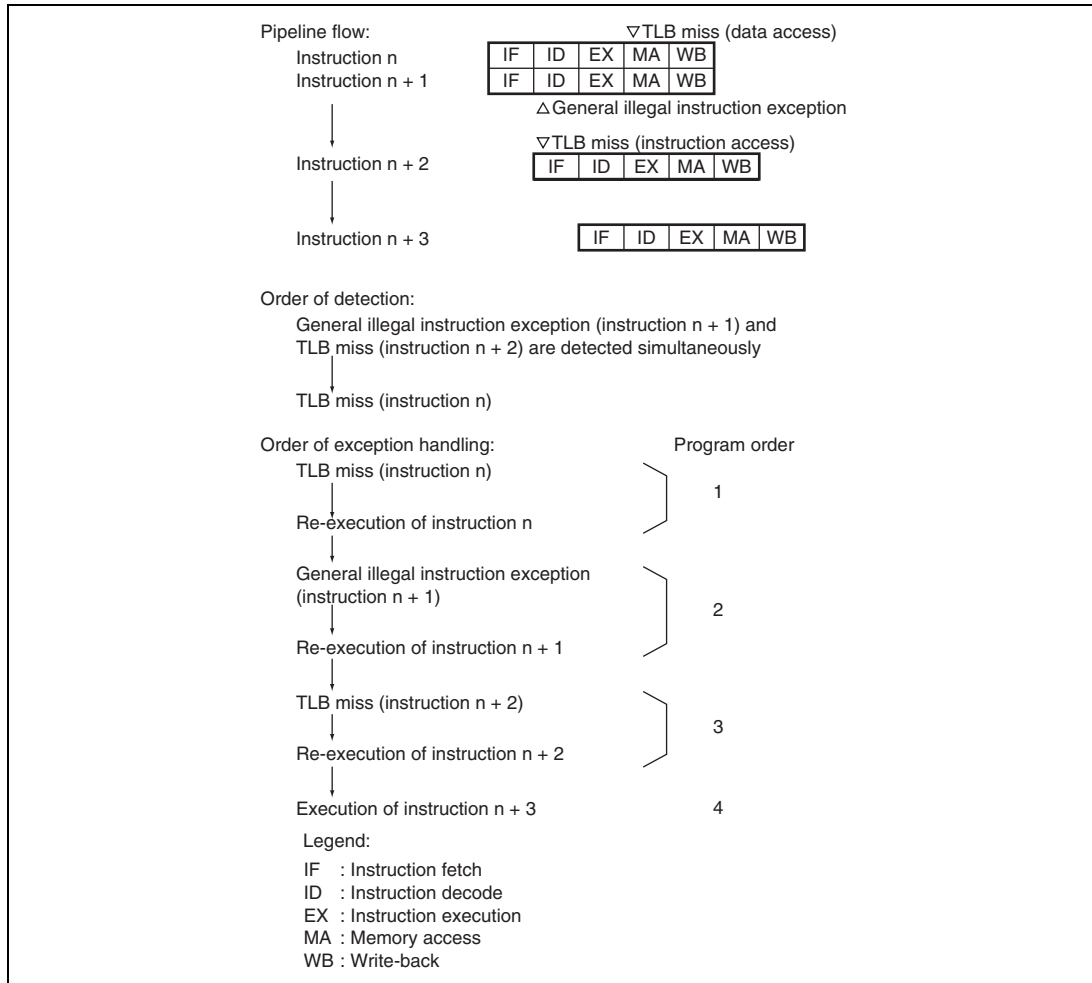 Pipeline flow:
▽TLB miss (data access)
Instruction n
IF ID EX MA WB
Instruction n + 1
IF ID EX MA WB
△General illegal instruction exception
▽TLB miss (instruction access)
Instruction n + 2
IF ID EX MA WB
Instruction n + 3
IF ID EX MA WB
Order of detection:
General illegal instruction exception (instruction n + 1) and
TLB miss (instruction n + 2) are detected simultaneously
TLB miss (instruction n)
Order of exception handling:
Program order
TLB miss (instruction n)
1
Re-execution of instruction n
General illegal instruction exception
(instruction n + 1)
2
Re-execution of instruction n + 1
TLB miss (instruction n + 2)
3
Re-execution of instruction n + 2
Execution of instruction n + 3
4
Legend:
IF : Instruction fetch
ID : Instruction decode
EX : Instruction execution
MA : Memory access
WB : Write-back